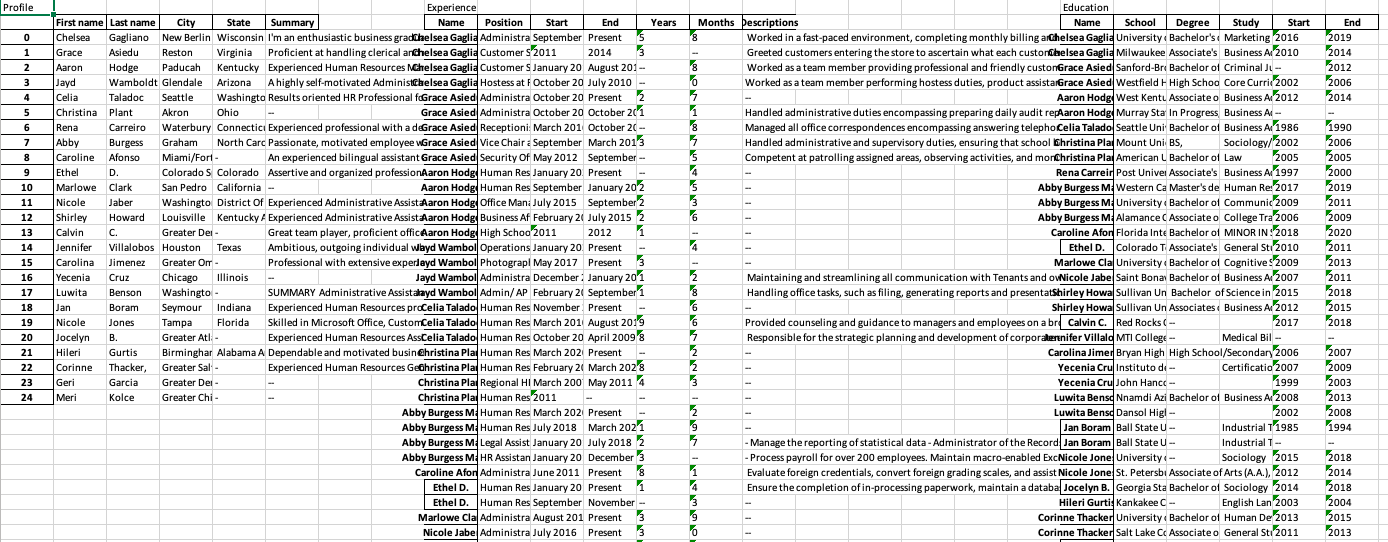 Profile Experience Education
First name Last name City State Summary Name Position Start End Years Months Descriptions Name School Degree Study Start End
0 Chelsea Gagliano New Berlin Wisconsin I'm an enthusiastic business gradu Chelsea Gaglia Administra September Present 5 8 Worked in a fast-paced environment, completing monthly billing an Chelsea Gaglia University o Bachelor's Marketing 2016 2019
1 Grace Asiedu Reston Virginia Proficient at handling clerical an Chelsea Gaglia Customer S 2011 2014 3 -- Greeted customers entering the store to ascertain what each custom Chelsea Gaglia Milwaukee Associate's Business A 2010 2014
2 Aaron Hodge Paducah Kentucky Experienced Human Resources M Chelsea Gaglia Customer S January 20 August 201 -- 8 Worked as a team member providing professional and friendly custom Grace Asied Sanford-Bro Bachelor of Criminal Ju -- 2012
3 Jayd Wamboldt Glendale Arizona A highly self-motivated Administ Chelsea Gaglia Hostess at F October 20 July 2010 -- 0 Worked as a team member performing hostess duties, product assistan Grace Asied Westfield H High Schoo Core Curric 2002 2006
4 Celia Taladoc Seattle Washingto Results oriented HR Professional f Grace Asied Administra October 20 Present 2 7 -- Aaron Hodg West Kentu Associate o Business A 2012 2014
5 Christina Plant Akron Ohio -- Grace Asied Administra October 20 October 20 1 1 Handled administrative duties encompassing preparing daily audit rep Aaron Hodg Murray Stat In Progress, Business A -- --
6 Rena Carreiro Waterbury Connecticu Experienced professional with a de Grace Asied Receptioni March 201 October 20 -- 8 Managed all office correspondences encompassing answering telepho Celia Talado Seattle Uni Bachelor of Business A 1986 1990
7 Abby Burgess Graham North Caro Passionate, motivated employee w Grace Asied Vice Chair a September March 201 3 7 Handled administrative and supervisory duties, ensuring that school Christina Pla Mount Uni BS, Sociology/ 2002 2006
8 Caroline Afonso Miami/Fort - An experienced bilingual assistant Grace Asied Security Of May 2012 September -- 5 Competent at patrolling assigned areas, observing activities, and mon Christina Pla American U Bachelor of Law 2005 2005
9 Ethel D. Colorado S Colorado Assertive and organized profession Aaron Hodg Human Res January 20 Present -- 4 -- Rena Carrein Post Univer Associate's Business A 1997 2000
10 Marlowe Clark San Pedro California -- Aaron Hodg Human Res September January 20 2 5 -- Abby Burgess Ma Western Ca Master's de Human Res 2017 2019
11 Nicole Jaber Washingto District Of Experienced Administrative Assista Aaron Hodg Office Mana July 2015 September 2 3 -- Abby Burgess Ma University o Bachelor of Communic 2009 2011
12 Shirley Howard Louisville Kentucky A Experienced Administrative Assista Aaron Hodg Business Af February 20 July 2015 2 6 -- Abby Burgess Ma Alamance C Associate o College Tra 2006 2009
13 Calvin C. Greater De - Great team player, proficient offic Aaron Hodg High Schoo 2011 2012 1 -- -- Caroline Afon Florida Inte Bachelor of MINOR IN S 2018 2020
14 Jennifer Villalobos Houston Texas Ambitious, outgoing individual w Jayd Wambol Operations January 20 Present -- 4 -- Ethel D. Colorado T Associate's General Stu 2010 2011
15 Carolina Jimenez Greater Om - Professional with extensive exper Jayd Wambol Photograp May 2017 Present 3 -- -- Marlowe Cla University o Bachelor of Cognitive S 2009 2013
16 Yecenia Cruz Chicago Illinois -- Jayd Wambol Administra December 2 January 20 1 2 Maintaining and streamlining all communication with Tenants and ov Nicole Jabe Saint Bona Bachelor of Business A 2007 2011
17 Luwita Benson Washingto - SUMMARY Administrative Assista Jayd Wambol Admin/ AP February 20 September 1 8 Handling office tasks, such as filing, generating reports and presentat Shirley Howa Sullivan Un Bachelor of Science in 2015 2018
18 Jan Boram Seymour Indiana Experienced Human Resources pro Celia Talado Human Res November Present -- 6 -- Shirley Howa Sullivan Un Associate's Business A 2012 2015
19 Nicole Jones Tampa Florida Skilled in Microsoft Office, Custom Celia Talado Human Res March 201 August 201 9 6 Provided counseling and guidance to managers and employees on a bro Calvin C. Red Rocks C -- 2017 2018
20 Jocelyn B. Greater Atl - Experienced Human Resources Ass Celia Talado Human Res October 20 April 2009 8 7 Responsible for the strategic planning and development of corporate Jennifer Villalo MTI College -- Medical Bil -- --
21 Hileri Gurtis Birminghar Alabama A Dependable and motivated busine Christina Pla Human Res March 202 Present -- 2 -- Carolina Jimer Bryan High High School/Secondary 2006 2007
22 Corinne Thacker, Greater Sal - Experienced Human Resources Ge Christina Pla Human Res February 20 March 202 8 2 -- Yecenia Cru Instituto de -- Certificatio 2007 2009
23 Geri Garcia Greater De - -- Christina Pla Regional HI March 200 May 2011 4 3 -- Yecenia Cru John Hanco -- 1999 2003
24 Meri Kolce Greater Chi - -- Christina Pla Human Res 2011 -- -- -- -- Luwita Benso Nnamdi Azi Bachelor of Business A 2008 2013
Abby Burgess Ma Human Res March 202 Present -- 2 -- Luwita Benso Dansol High -- 2002 2008
Abby Burgess Ma Human Res July 2018 March 202 1 9 -- Jan Boram Ball State U -- Industrial T 1985 1994
Abby Burgess Ma Legal Assist January 20 July 2018 2 7 - Manage the reporting of statistical data - Administrator of the Record Jan Boram Ball State U -- Industrial T -- --
Abby Burgess Ma HR Assistan January 20 December 3 -- - Process payroll for over 200 employees. Maintain macro-enabled Exc Nicole Jone University o -- Sociology 2015 2018
Caroline Afon Administra June 2011 Present 8 1 Evaluate foreign credentials, convert foreign grading scales, and assist Nicole Jone St. Petersbu Associate of Arts (A.A.), 2012 2014
Ethel D. Human Res January 20 Present 1 4 Ensure the completion of in-processing paperwork, maintain a databa Jocelyn B. Georgia Sta Bachelor of Sociology 2014 2018
Ethel D. Human Res September November -- 3 -- Hileri Gurtis Kankakee C -- English Lan 2003 2004
Marlowe Cla Administra August 201 Present 3 9 -- Corinne Thacker University o Bachelor of Human De 2013 2015
Nicole Jabe Administra July 2016 Present 3 0 -- Corinne Thacker Salt Lake Co Associate's General Stu 2011 2013